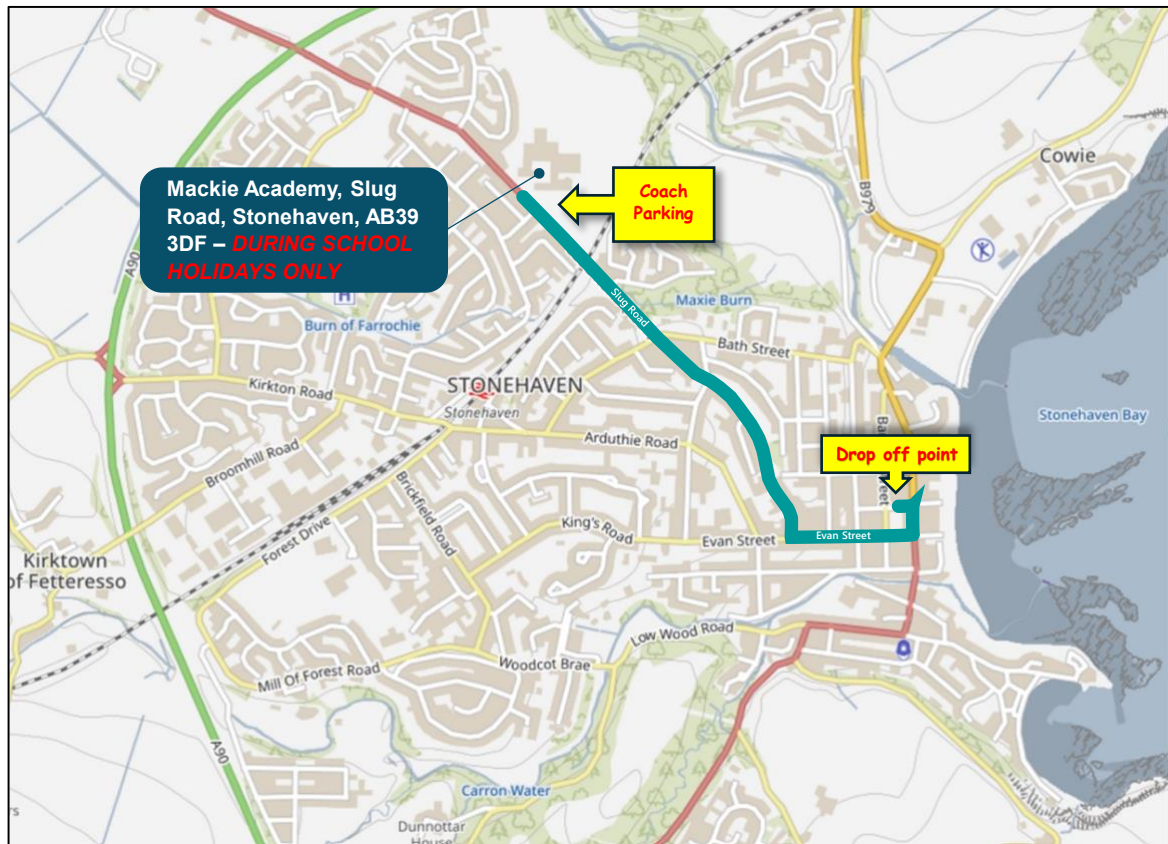 Mackie Academy, Slug
Road, Stonehaven, AB39
3DF – DURING SCHOOL
HOLIDAYS ONLY
Coach
Parking
Cowie
B979
A90
H
Slug Road
Maxie Burn
Burn of Farrochie
Bath Street
STONEHAVEN
Stonehaven
Kirkton Road
Stonehaven Bay
Arduthie Road
Drop off point
Broomhill Road
Brickfield Road
King's Road
Evan Street
Evan Street
Forest Drive
Kirktown
of Fetteresso
Low Wood Road
Woodcot Brae
Mill Of Forest Road
A90
Carron Water
Dunnottar
House